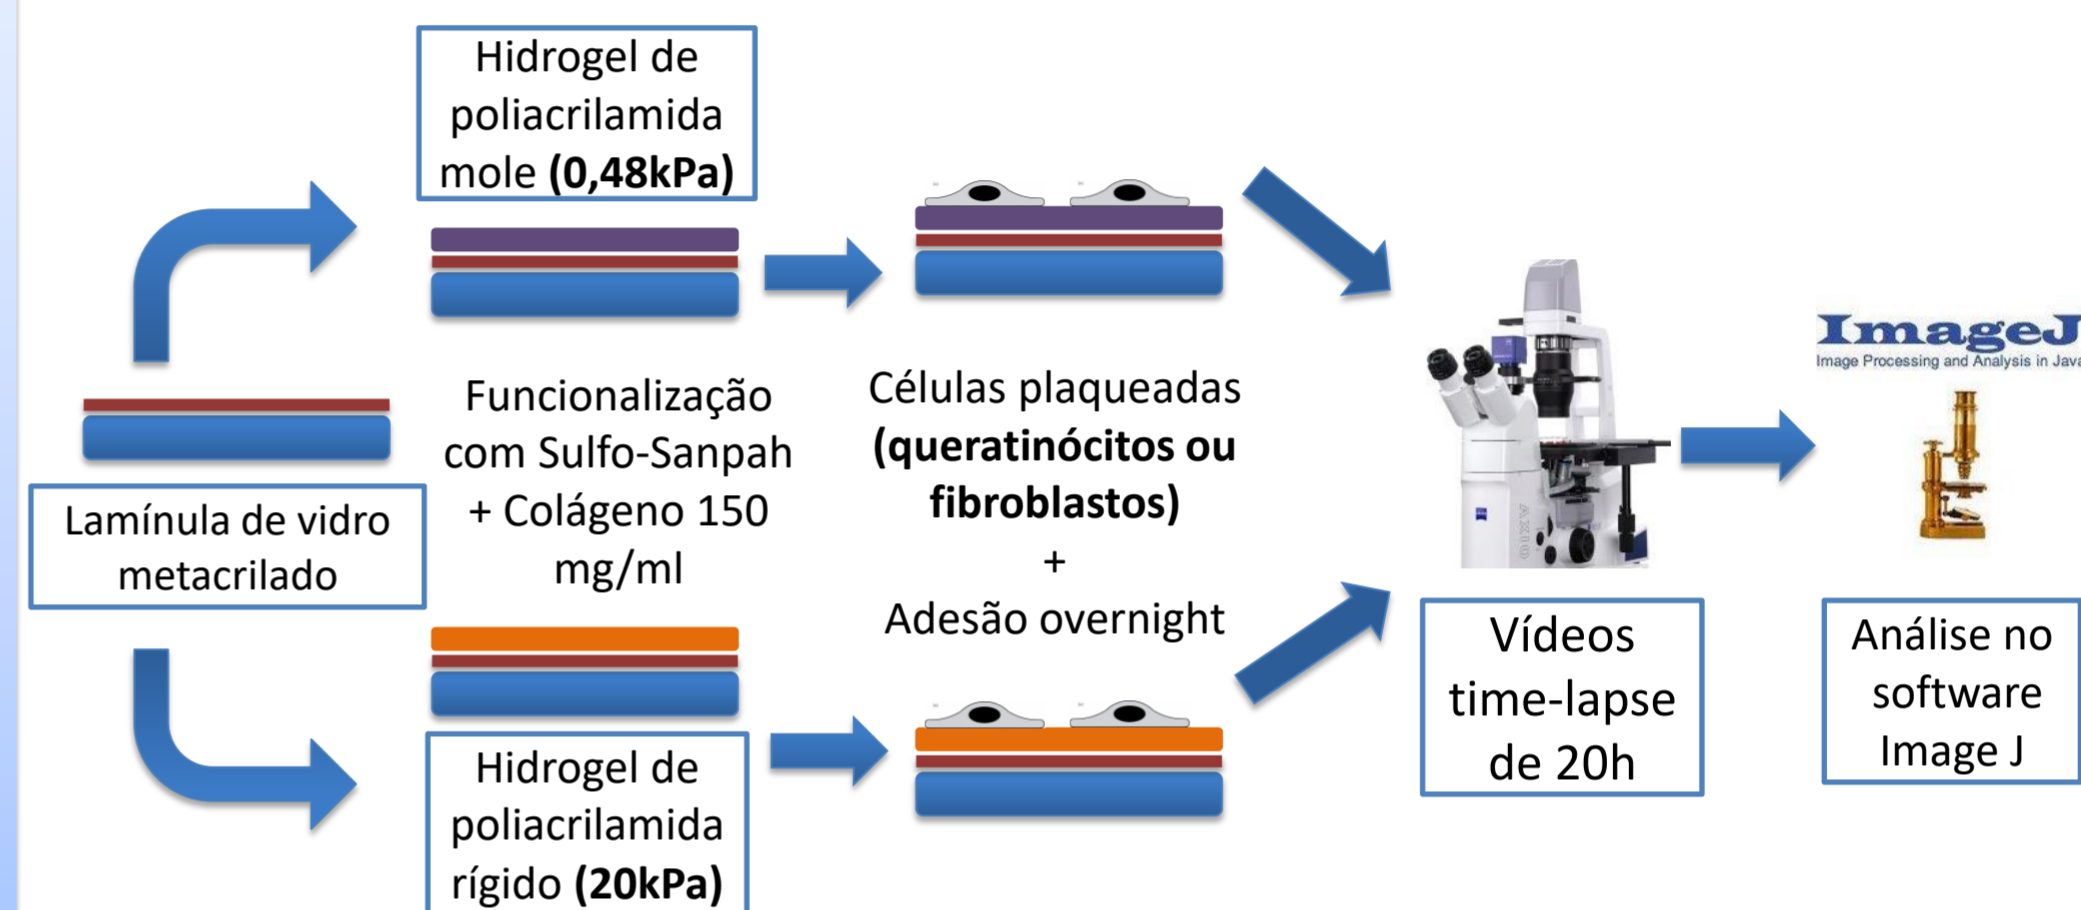 Hidrogel de
poliacrilamida
mole (0,48kPa)
Lamínula de vidro
metacrilado
Funcionalização
com Sulfo-Sanpah
+ Colágeno 150
mg/ml
Hidrogel de
poliacrilamida
rígido (20kPa)
Células plaqueadas
(queratinócitos ou
fibroblastos)
+
Adesão overnight
AXIO
Vídeos
time-lapse
de 20h
ImageJ
Image Processing and Analysis in Java
Análise no
software
Image J